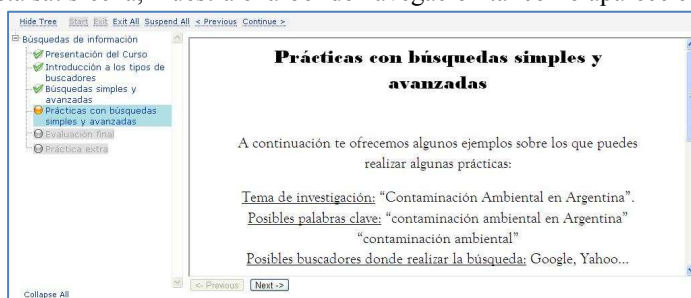 Hide Tree Start Exit Exit All Suspend All < Previous Continue >
Búsquedas de información
Presentación del Curso
Introducción a los tipos de
buscadores
Búsquedas simples y
avanzadas
Prácticas con búsquedas
simples y avanzadas
Evaluación final
Práctica extra
Collapse All
Prácticas con búsquedas simples y
avanzadas
A continuación te ofrecemos algunos ejemplos sobre los que puedes
realizar algunas prácticas:
Tema de investigación: “Contaminación Ambiental en Argentina”.
Posibles palabras clave: “contaminación ambiental en Argentina”
“contaminación ambiental”
Posibles buscadores donde realizar la búsqueda: Google, Yahoo...
<- Previous Next ->